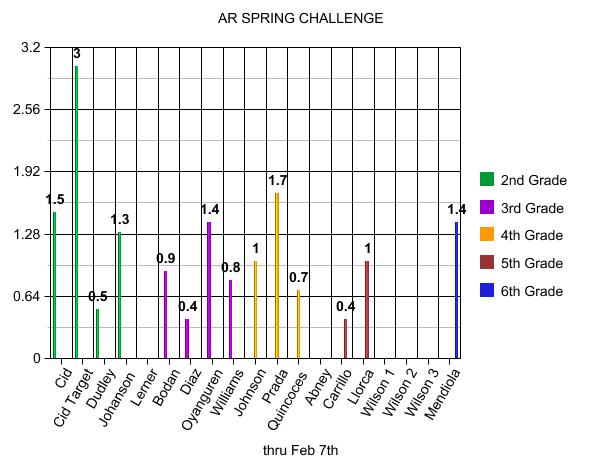 AR SPRING CHALLENGE
3.2
2.56
1.92
1.28
0.64
0
1.5
3
0.5
1.3
0.9
0.4
1.4
0.8
1
1.7
0.7
0.4
1
1.4
Cid
Cid Target
Dudley
Johanson
Lerner
Bodan
Diaz
Oyanguren
Williams
Johnson
Prada
Quincoces
Abney
Carrillo
Llorca
Wilson 1
Wilson 2
Wilson 3
Mendiola
thru Feb 7th
2nd Grade
3rd Grade
4th Grade
5th Grade
6th Grade